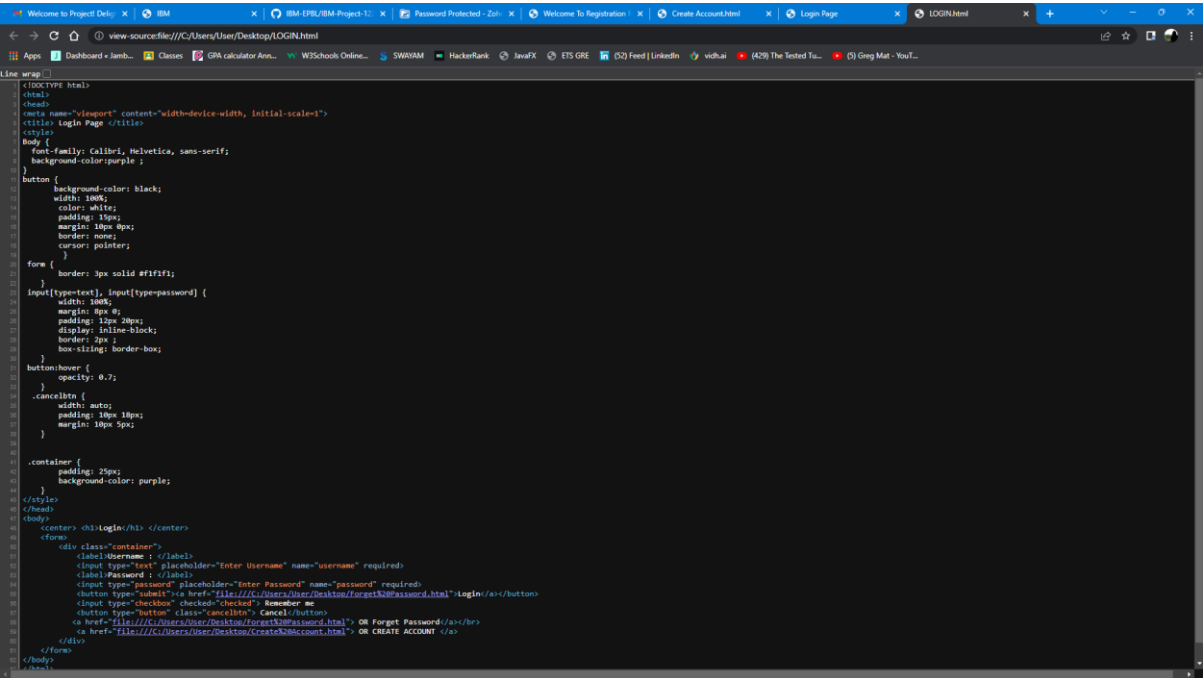 Welcome to Project! Delig
IBM
IBM-EPBL/IBM-Project-12
Password Protected - Zoh
Welcome To Registration
Create Account.html
Login Page
LOGIN.html
view-source:file:///C:/Users/User/Desktop/LOGIN.html
Apps Dashboard « Jamb... Classes GPA calculator Ann... W3Schools Online... SWAYAM HackerRank JavaFX ETS GRE (52) Feed | LinkedIn vidh.ai (429) The Tested Tu... (5) Greg Mat - YouT...
Line wrap
<!DOCTYPE html>
<html>
<head>
<meta name="viewport" content="width=device-width, initial-scale=1">
<title> Login Page </title>
<style>
Body {
font-family: Calibri, Helvetica, sans-serif;
background-color:purple ;
}
button {
background-color: black;
width: 100%;
color: white;
padding: 15px;
margin: 10px 0px;
border: none;
cursor: pointer;
}
form {
border: 3px solid #f1f1f1;
}
input[type=text], input[type=password] {
width: 100%;
margin: 8px 0;
padding: 12px 20px;
display: inline-block;
border: 2px ;
box-sizing: border-box;
}
button:hover {
opacity: 0.7;
}
.cancelbtn {
width: auto;
padding: 10px 18px;
margin: 10px 5px;
}
.container {
padding: 25px;
background-color: purple;
}
</style>
</head>
<body>
<center> <h1>Login</h1> </center>
<form>
<div class="container">
<label>Username : </label>
<input type="text" placeholder="Enter Username" name="username" required>
<label>Password : </label>
<input type="password" placeholder="Enter Password" name="password" required>
<button type="submit"><a href="file:///C:/Users/User/Desktop/Forget%20Password.html">Login</a></button>
<input type="checkbox" checked="checked"> Remember me
<button type="button" class="cancelbtn"> Cancel</button>
<a href="file:///C:/Users/User/Desktop/Forget%20Password.html"> OR Forget Password</a></br>
<a href="file:///C:/Users/User/Desktop/Create%20Account.html"> OR CREATE ACCOUNT </a>
</div>
</form>
</body>
</html>